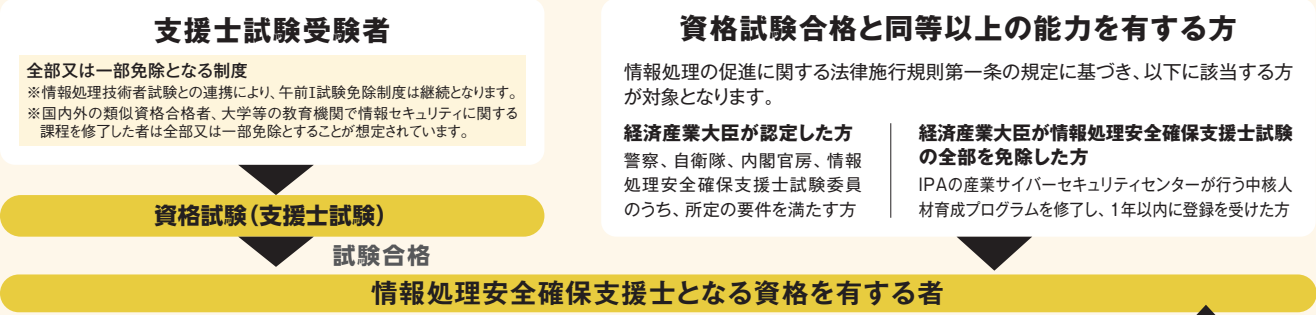 支援士試験受験者
全部又は一部免除となる制度
※情報処理技術者試験との連携により、午前I試験免除制度は継続となります。
※国内外の類似資格合格者、大学等の教育機関で情報セキュリティに関する
課程を修了した者は全部又は一部免除とすることが想定されています。
資格試験（支援士試験）
試験合格
資格試験合格と同等以上の能力を有する方
情報処理の促進に関する法律施行規則第一条の規定に基づき、以下に該当する方
が対象となります。
経済産業大臣が認定した方
警察、自衛隊、内閣官房、情報
処理安全確保支援士試験委員
のうち、所定の要件を満たす方
経済産業大臣が情報処理安全確保支援士試験
の全部を免除した方
IPAの産業サイバーセキュリティセンターが行う中核人
材育成プログラムを修了し、1年以内に登録を受けた方
情報処理安全確保支援士となる資格を有する者